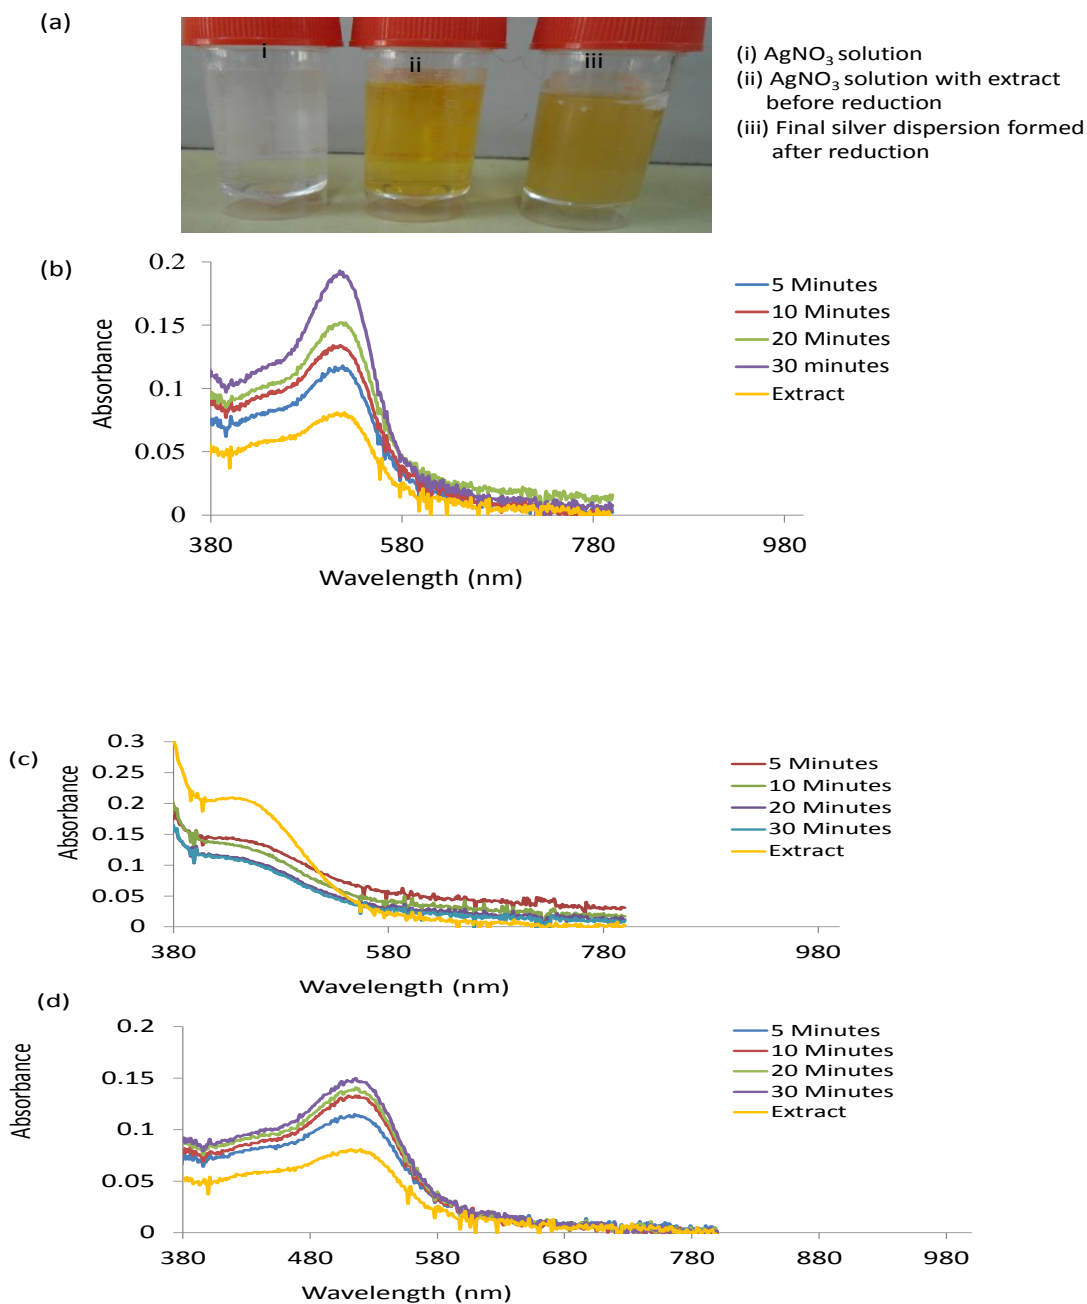 (a)
i
ii
iii
(i) AgNO₃ solution
(ii) AgNO₃ solution with extract
before reduction
(iii) Final silver dispersion formed
after reduction
(b)
0.2
0.15
0.1
0.05
0
Absorbance
380
580
780
980
Wavelength (nm)
5 Minutes
10 Minutes
20 Minutes
30 minutes
Extract
(c)
0.3
0.25
0.2
0.15
0.1
0.05
0
Absorbance
380
580
780
980
Wavelength (nm)
5 Minutes
10 Minutes
20 Minutes
30 Minutes
Extract
(d)
0.2
0.15
0.1
0.05
0
Absorbance
380
480
580
680
780
880
980
Wavelength (nm)
5 Minutes
10 Minutes
20 Minutes
30 Minutes
Extract